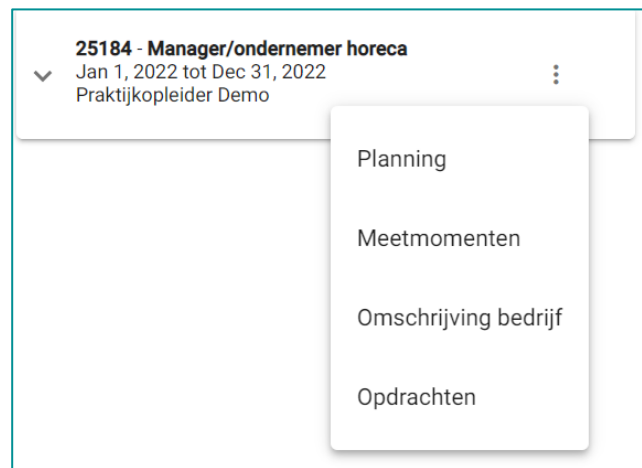 25184 - Manager/ondernemer horeca
Jan 1, 2022 tot Dec 31, 2022
Praktijkopleider Demo
Planning
Meetmomenten
Omschrijving bedrijf
Opdrachten